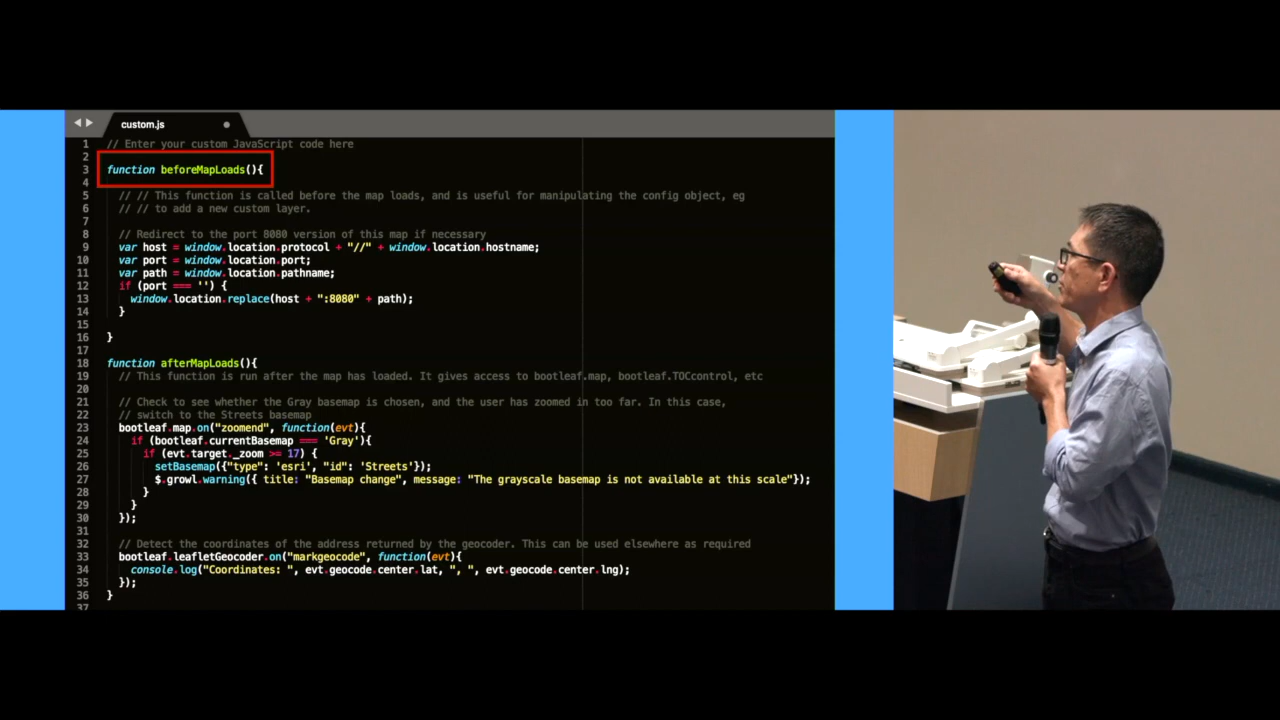 custom.js
1 // Enter your custom JavaScript code here
2
3 function beforeMapLoads(){
4
5 // // This function is called before the map loads, and is useful for manipulating the config object, eg
6 // // to add a new custom layer.
7
8 // Redirect to the port 8080 version of this map if necessary
9 var host = window.location.protocol + "//" + window.location.hostname;
10 var port = window.location.port;
11 var path = window.location.pathname;
12 if (port === '') {
13 window.location.replace(host + ":8080" + path);
14 }
15
16 }
17
18 function afterMapLoads(){
19 // This function is run after the map has loaded. It gives access to bootleaf.map, bootleaf.TOCcontrol, etc
20
21 // Check to see whether the Gray basemap is chosen, and the user has zoomed in too far. In this case,
22 // switch to the Streets basemap
23 bootleaf.map.on("zoomend", function(evt){
24 if (bootleaf.currentBasemap === 'Gray'){
25 if (evt.target._zoom >= 17) {
26 setBasemap({"type": 'esri', "id": 'Streets'});
27 $.growl.warning({ title: "Basemap change", message: "The grayscale basemap is not available at this scale"});
28 }
29 }
30 });
31
32 // Detect the coordinates of the address returned by the geocoder. This can be used elsewhere as required
33 bootleaf.leafletGeocoder.on("markgeocode", function(evt){
34 console.log("Coordinates: ", evt.geocode.center.lat, ", ", evt.geocode.center.lng);
35 });
36 }
37